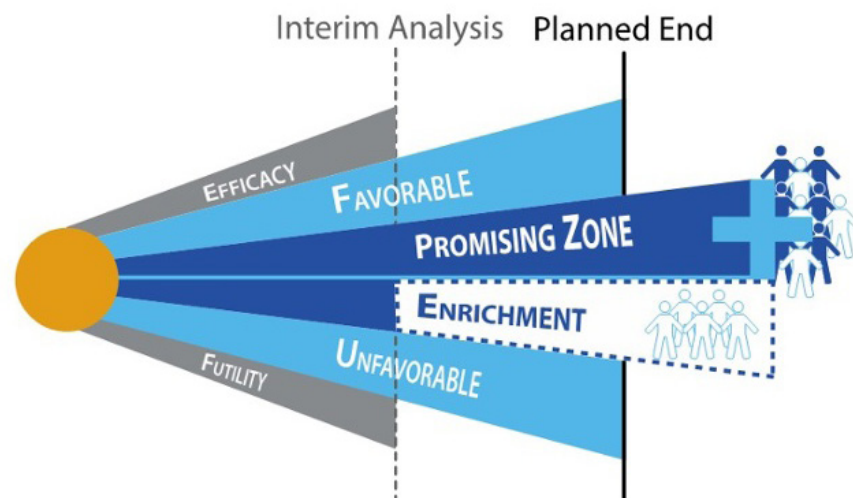 Interim Analysis
Planned End
EFFICACY
FAVORABLE
PROMISING ZONE
ENRICHMENT
UNFAVORABLE
FUTILITY